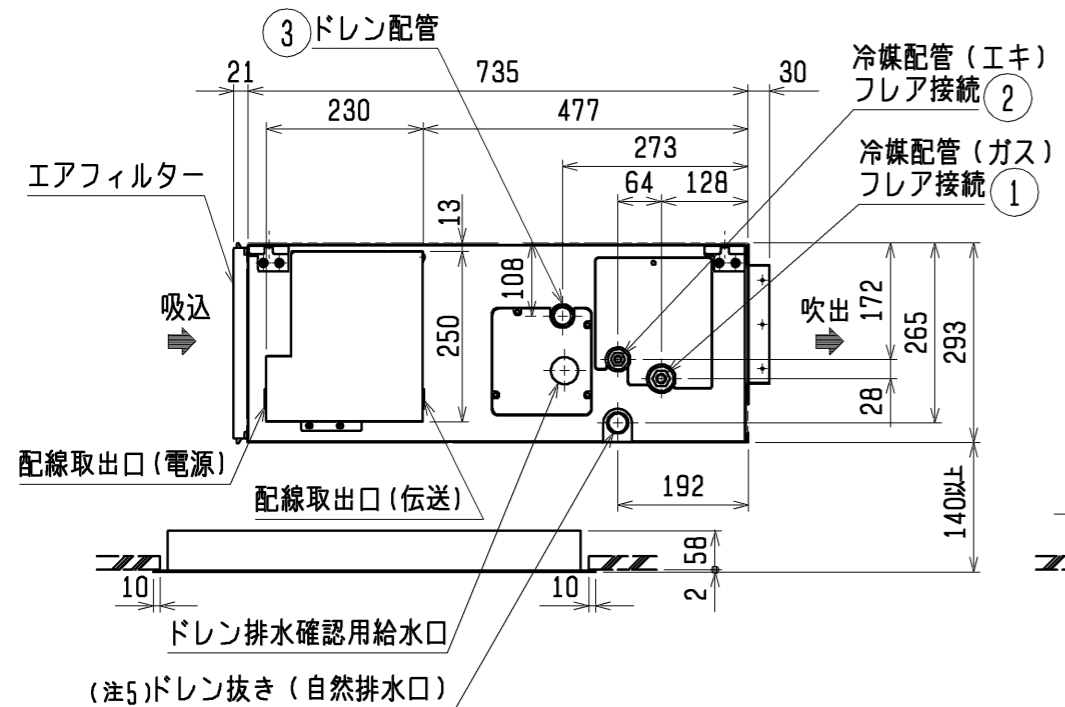 ③ドレン配管
冷媒配管(エキ)
フレア接続②
21
735
30
230
477
冷媒配管(ガス)
フレア接続①
273
エアフィルター
64
128
13
108
吸込
吹出
250
172
265
293
28
配線取出口(電源)
配線取出口(伝送)
192
140以上
58
10
10
2
ドレン排水確認用給水口
(注5)ドレン抜き(自然排水口)